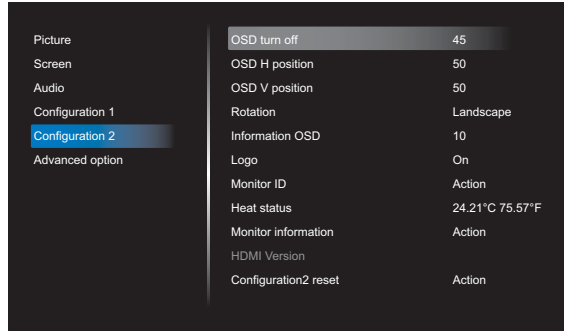 Picture
Screen
Audio
Configuration 1
Configuration 2
Advanced option
OSD turn off 45
OSD H position 50
OSD V position 50
Rotation Landscape
Information OSD 10
Logo On
Monitor ID Action
Heat status 24.21°C 75.57°F
Monitor information Action
HDMI Version
Configuration2 reset Action